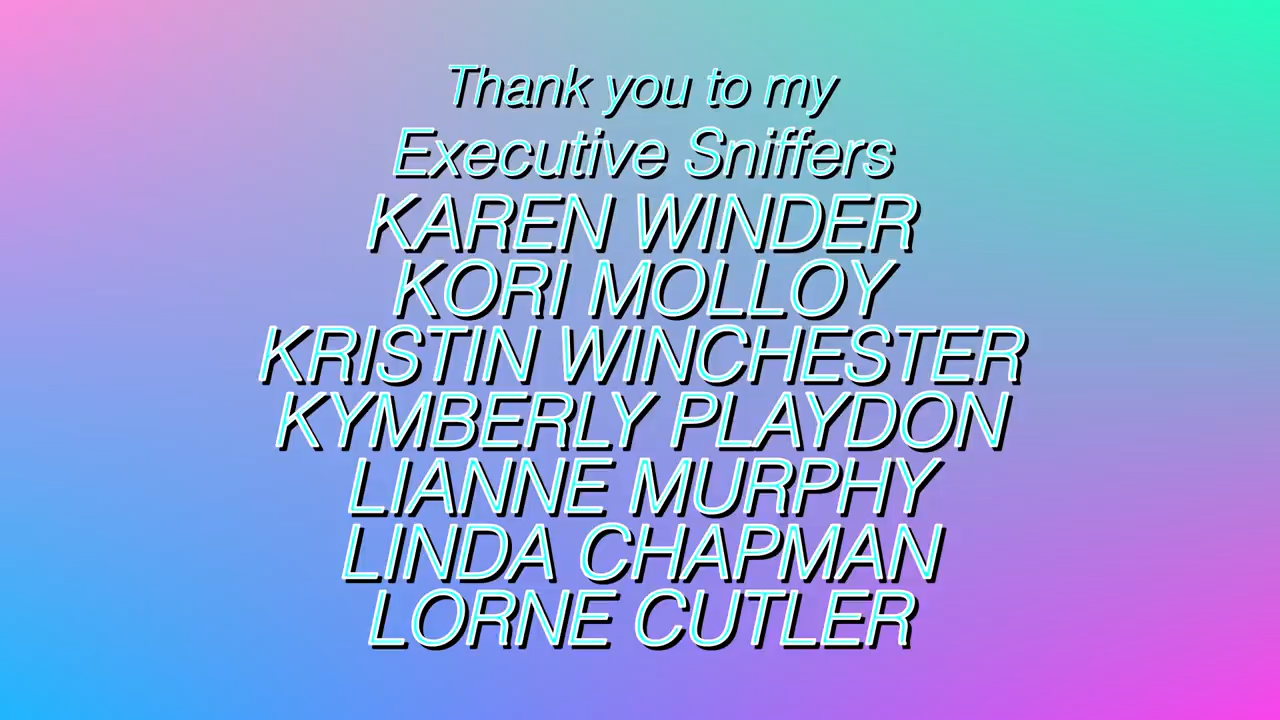 Thank you to my
Executive Sniffers
KAREN WINDER
KORI MOLLOY
KRISTIN WINCHESTER
KYMBERLY PLAYDON
LIANNE MURPHY
LINDA CHAPMAN
LORNE CUTLER